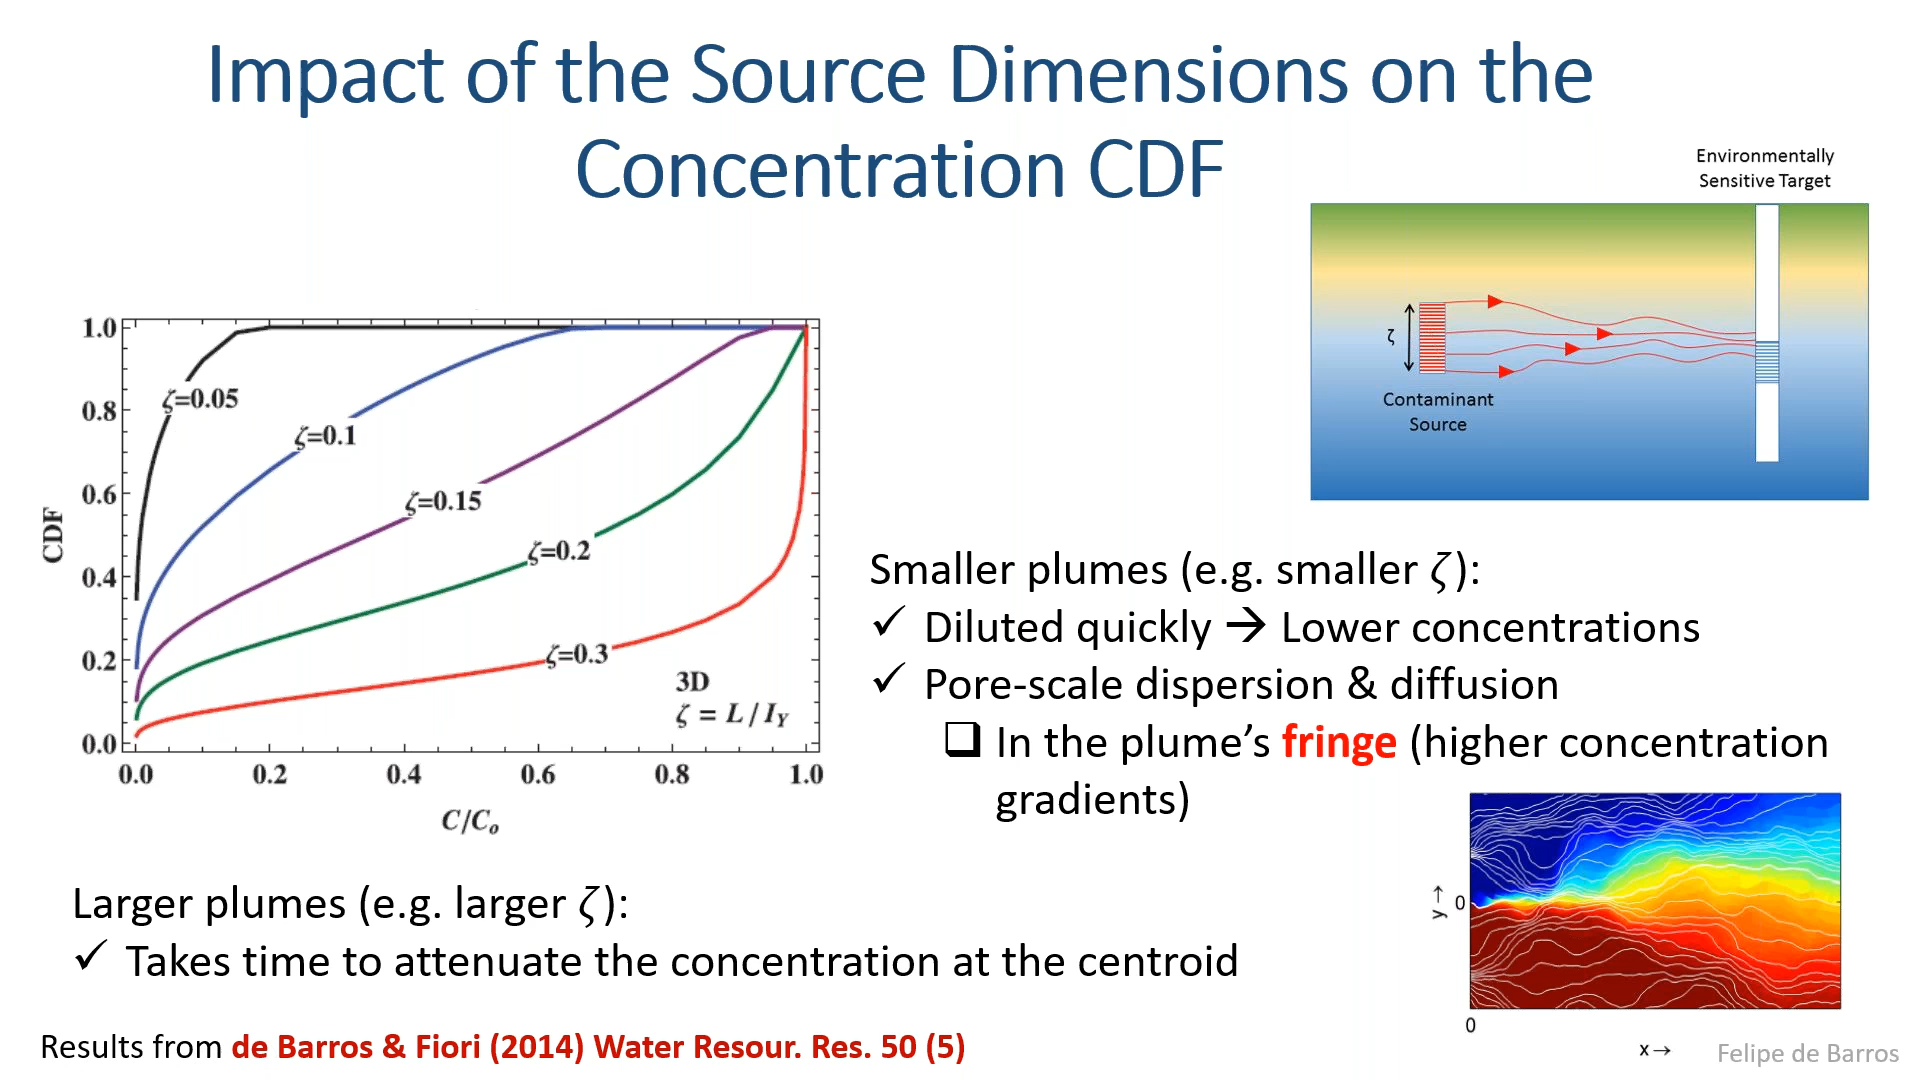 Impact of the Source Dimensions on the
Concentration CDF
Environmentally
Sensitive Target
ζ
Contaminant
Source
1.0
0.8
0.6
0.4
0.2
0.0
CDF
ζ=0.05
ζ=0.1
ζ=0.15
ζ=0.2
ζ=0.3
3D
ζ = L / I_Y
0.0 0.2 0.4 0.6 0.8 1.0
C/C_o
Smaller plumes (e.g. smaller ζ):
✓ Diluted quickly → Lower concentrations
✓ Pore-scale dispersion & diffusion
❑ In the plume’s fringe (higher concentration
gradients)
y → 0
0
x →
Larger plumes (e.g. larger ζ):
✓ Takes time to attenuate the concentration at the centroid
Results from de Barros & Fiori (2014) Water Resour. Res. 50 (5)
Felipe de Barros